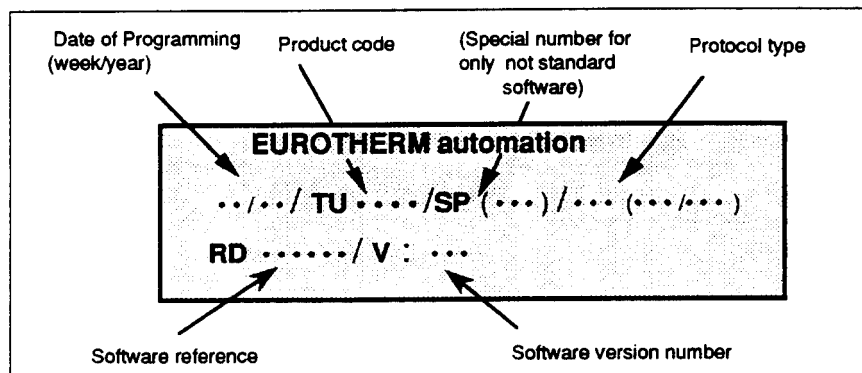 Date of Programming
(week/year)
Product code
(Special number for
only not standard
software)
Protocol type
EUROTHERM automation
··/··/ TU ····/SP (···) /··· (···/···)
RD ······/ V : ···
Software reference
Software version number